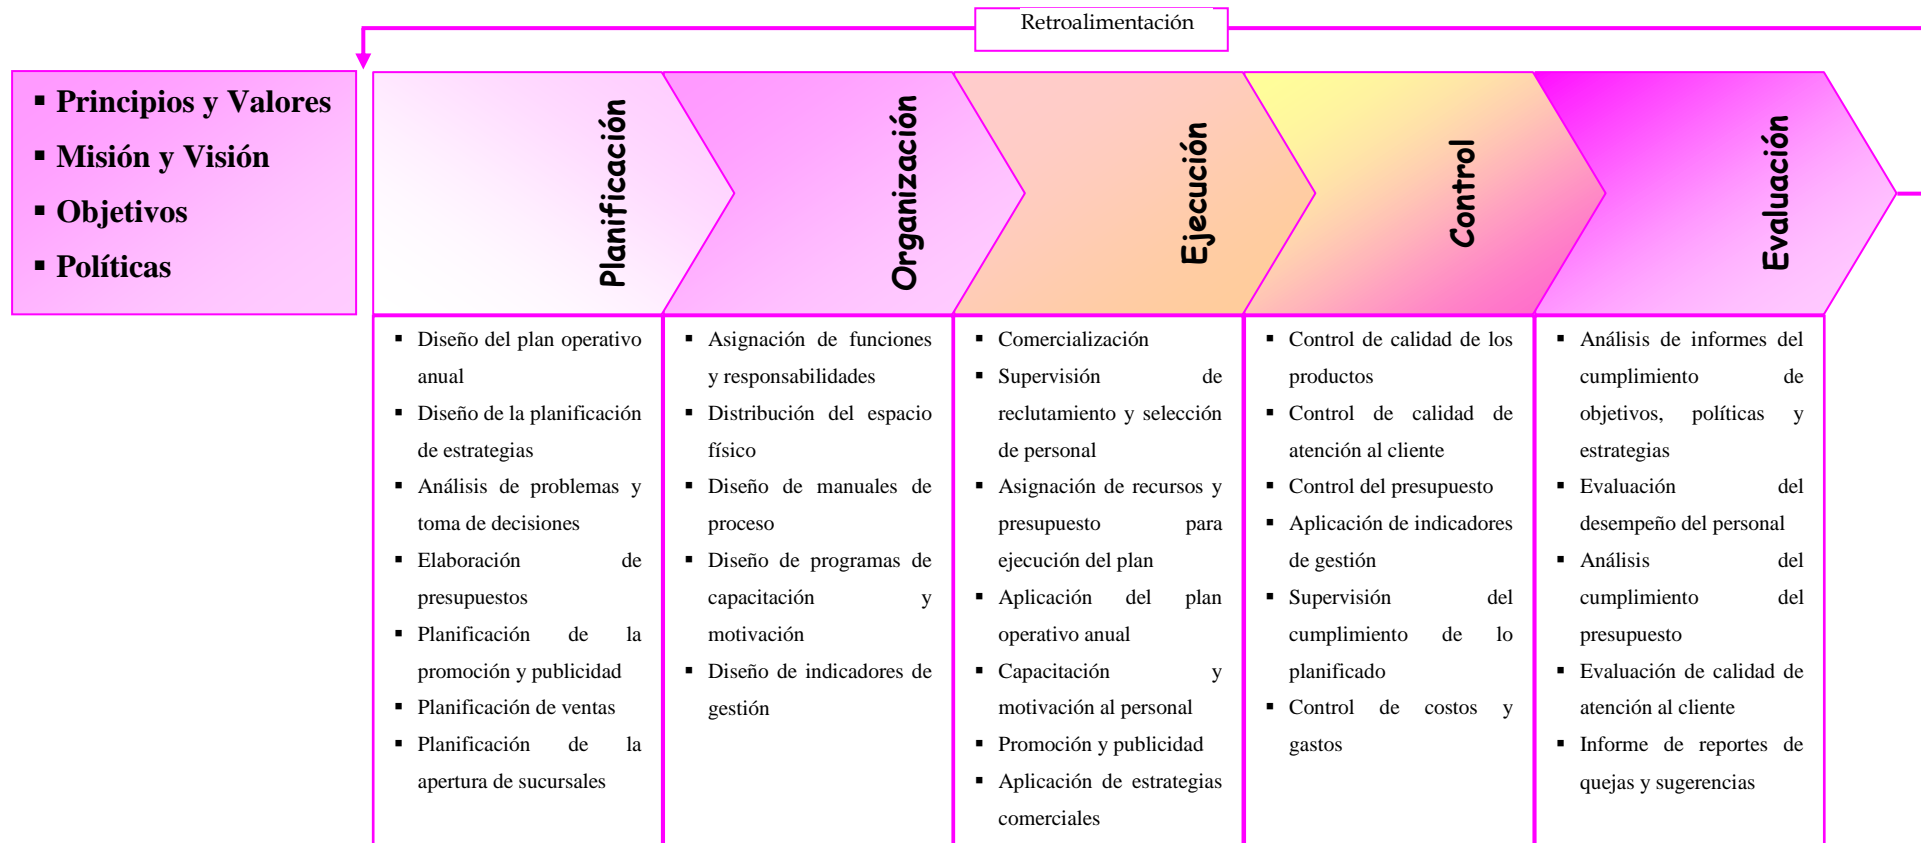 Retroalimentación
▪ Principios y Valores
▪ Misión y Visión
▪ Objetivos
▪ Políticas
Planificación
Organización
Ejecución
Control
Evaluación
▪ Diseño del plan operativo
anual
▪ Diseño de la planificación
de estrategias
▪ Análisis de problemas y
toma de decisiones
▪ Elaboración de
presupuestos
▪ Planificación de la
promoción y publicidad
▪ Planificación de ventas
▪ Planificación de la
apertura de sucursales
▪ Asignación de funciones
y responsabilidades
▪ Distribución del espacio
físico
▪ Diseño de manuales de
proceso
▪ Diseño de programas de
capacitación y
motivación
▪ Diseño de indicadores de
gestión
▪ Comercialización
▪ Supervisión de
reclutamiento y selección
de personal
▪ Asignación de recursos y
presupuesto para
ejecución del plan
▪ Aplicación del plan
operativo anual
▪ Capacitación y
motivación al personal
▪ Promoción y publicidad
▪ Aplicación de estrategias
comerciales
▪ Control de calidad de los
productos
▪ Control de calidad de
atención al cliente
▪ Control del presupuesto
▪ Aplicación de indicadores
de gestión
▪ Supervisión del
cumplimiento de lo
planificado
▪ Control de costos y
gastos
▪ Análisis de informes del
cumplimiento de
objetivos, políticas y
estrategias
▪ Evaluación del
desempeño del personal
▪ Análisis del
cumplimiento del
presupuesto
▪ Evaluación de calidad de
atención al cliente
▪ Informe de reportes de
quejas y sugerencias